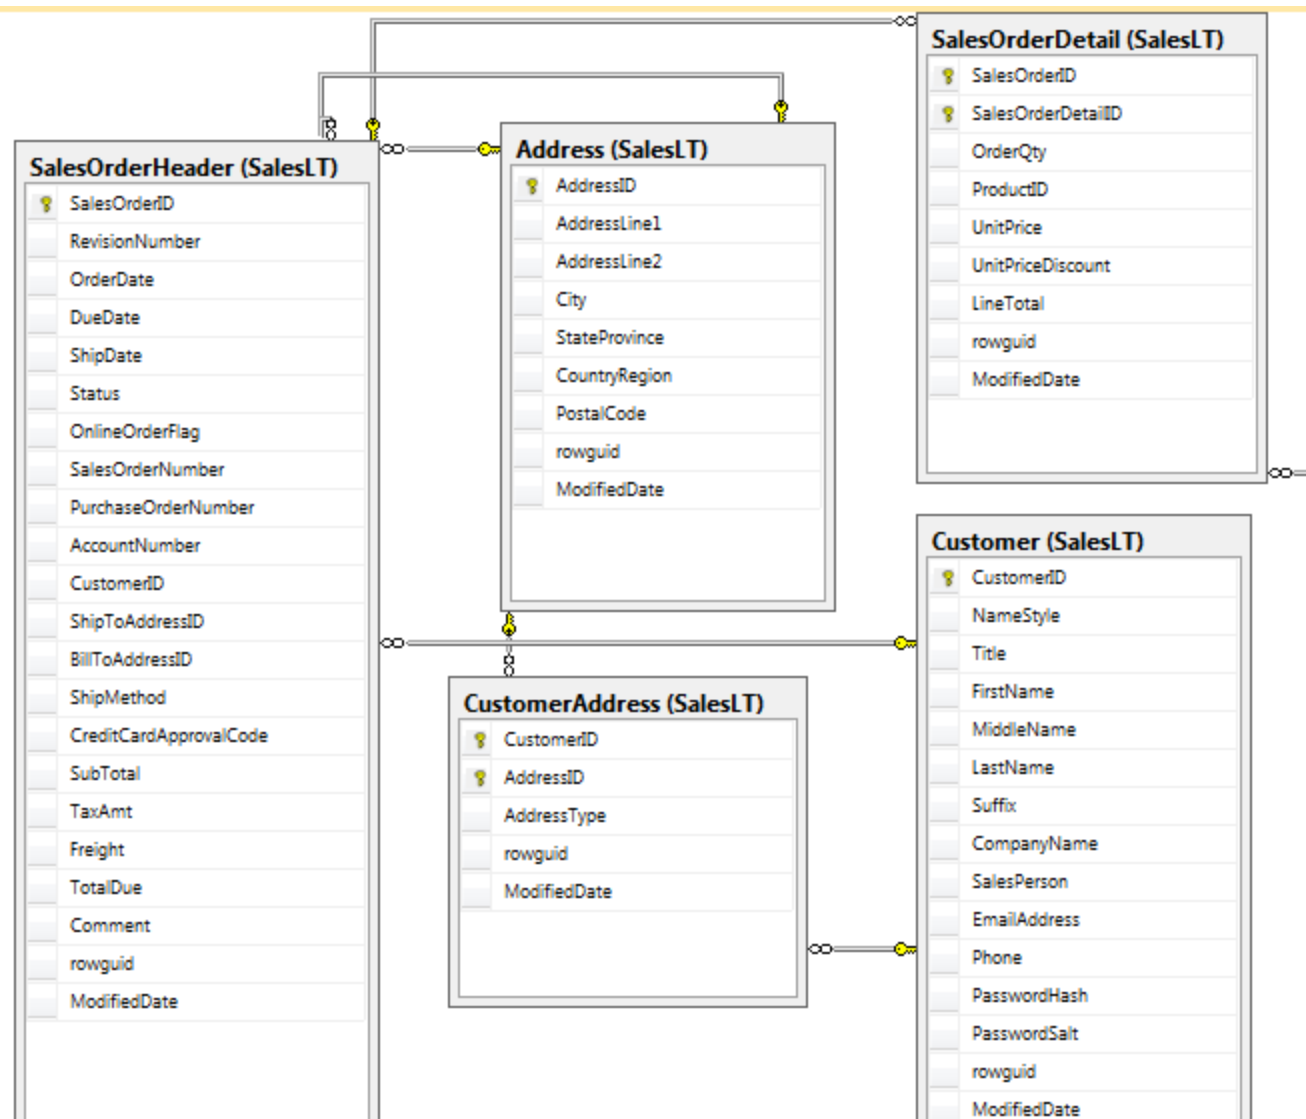 SalesOrderHeader (SalesLT)
SalesOrderID
RevisionNumber
OrderDate
DueDate
ShipDate
Status
OnlineOrderFlag
SalesOrderNumber
PurchaseOrderNumber
AccountNumber
CustomerID
ShipToAddressID
BillToAddressID
ShipMethod
CreditCardApprovalCode
SubTotal
TaxAmt
Freight
TotalDue
Comment
rowguid
ModifiedDate
Address (SalesLT)
AddressID
AddressLine1
AddressLine2
City
StateProvince
CountryRegion
PostalCode
rowguid
ModifiedDate
CustomerAddress (SalesLT)
CustomerID
AddressID
AddressType
rowguid
ModifiedDate
SalesOrderDetail (SalesLT)
SalesOrderID
SalesOrderDetailID
OrderQty
ProductID
UnitPrice
UnitPriceDiscount
LineTotal
rowguid
ModifiedDate
Customer (SalesLT)
CustomerID
NameStyle
Title
FirstName
MiddleName
LastName
Suffix
CompanyName
SalesPerson
EmailAddress
Phone
PasswordHash
PasswordSalt
rowguid
ModifiedDate